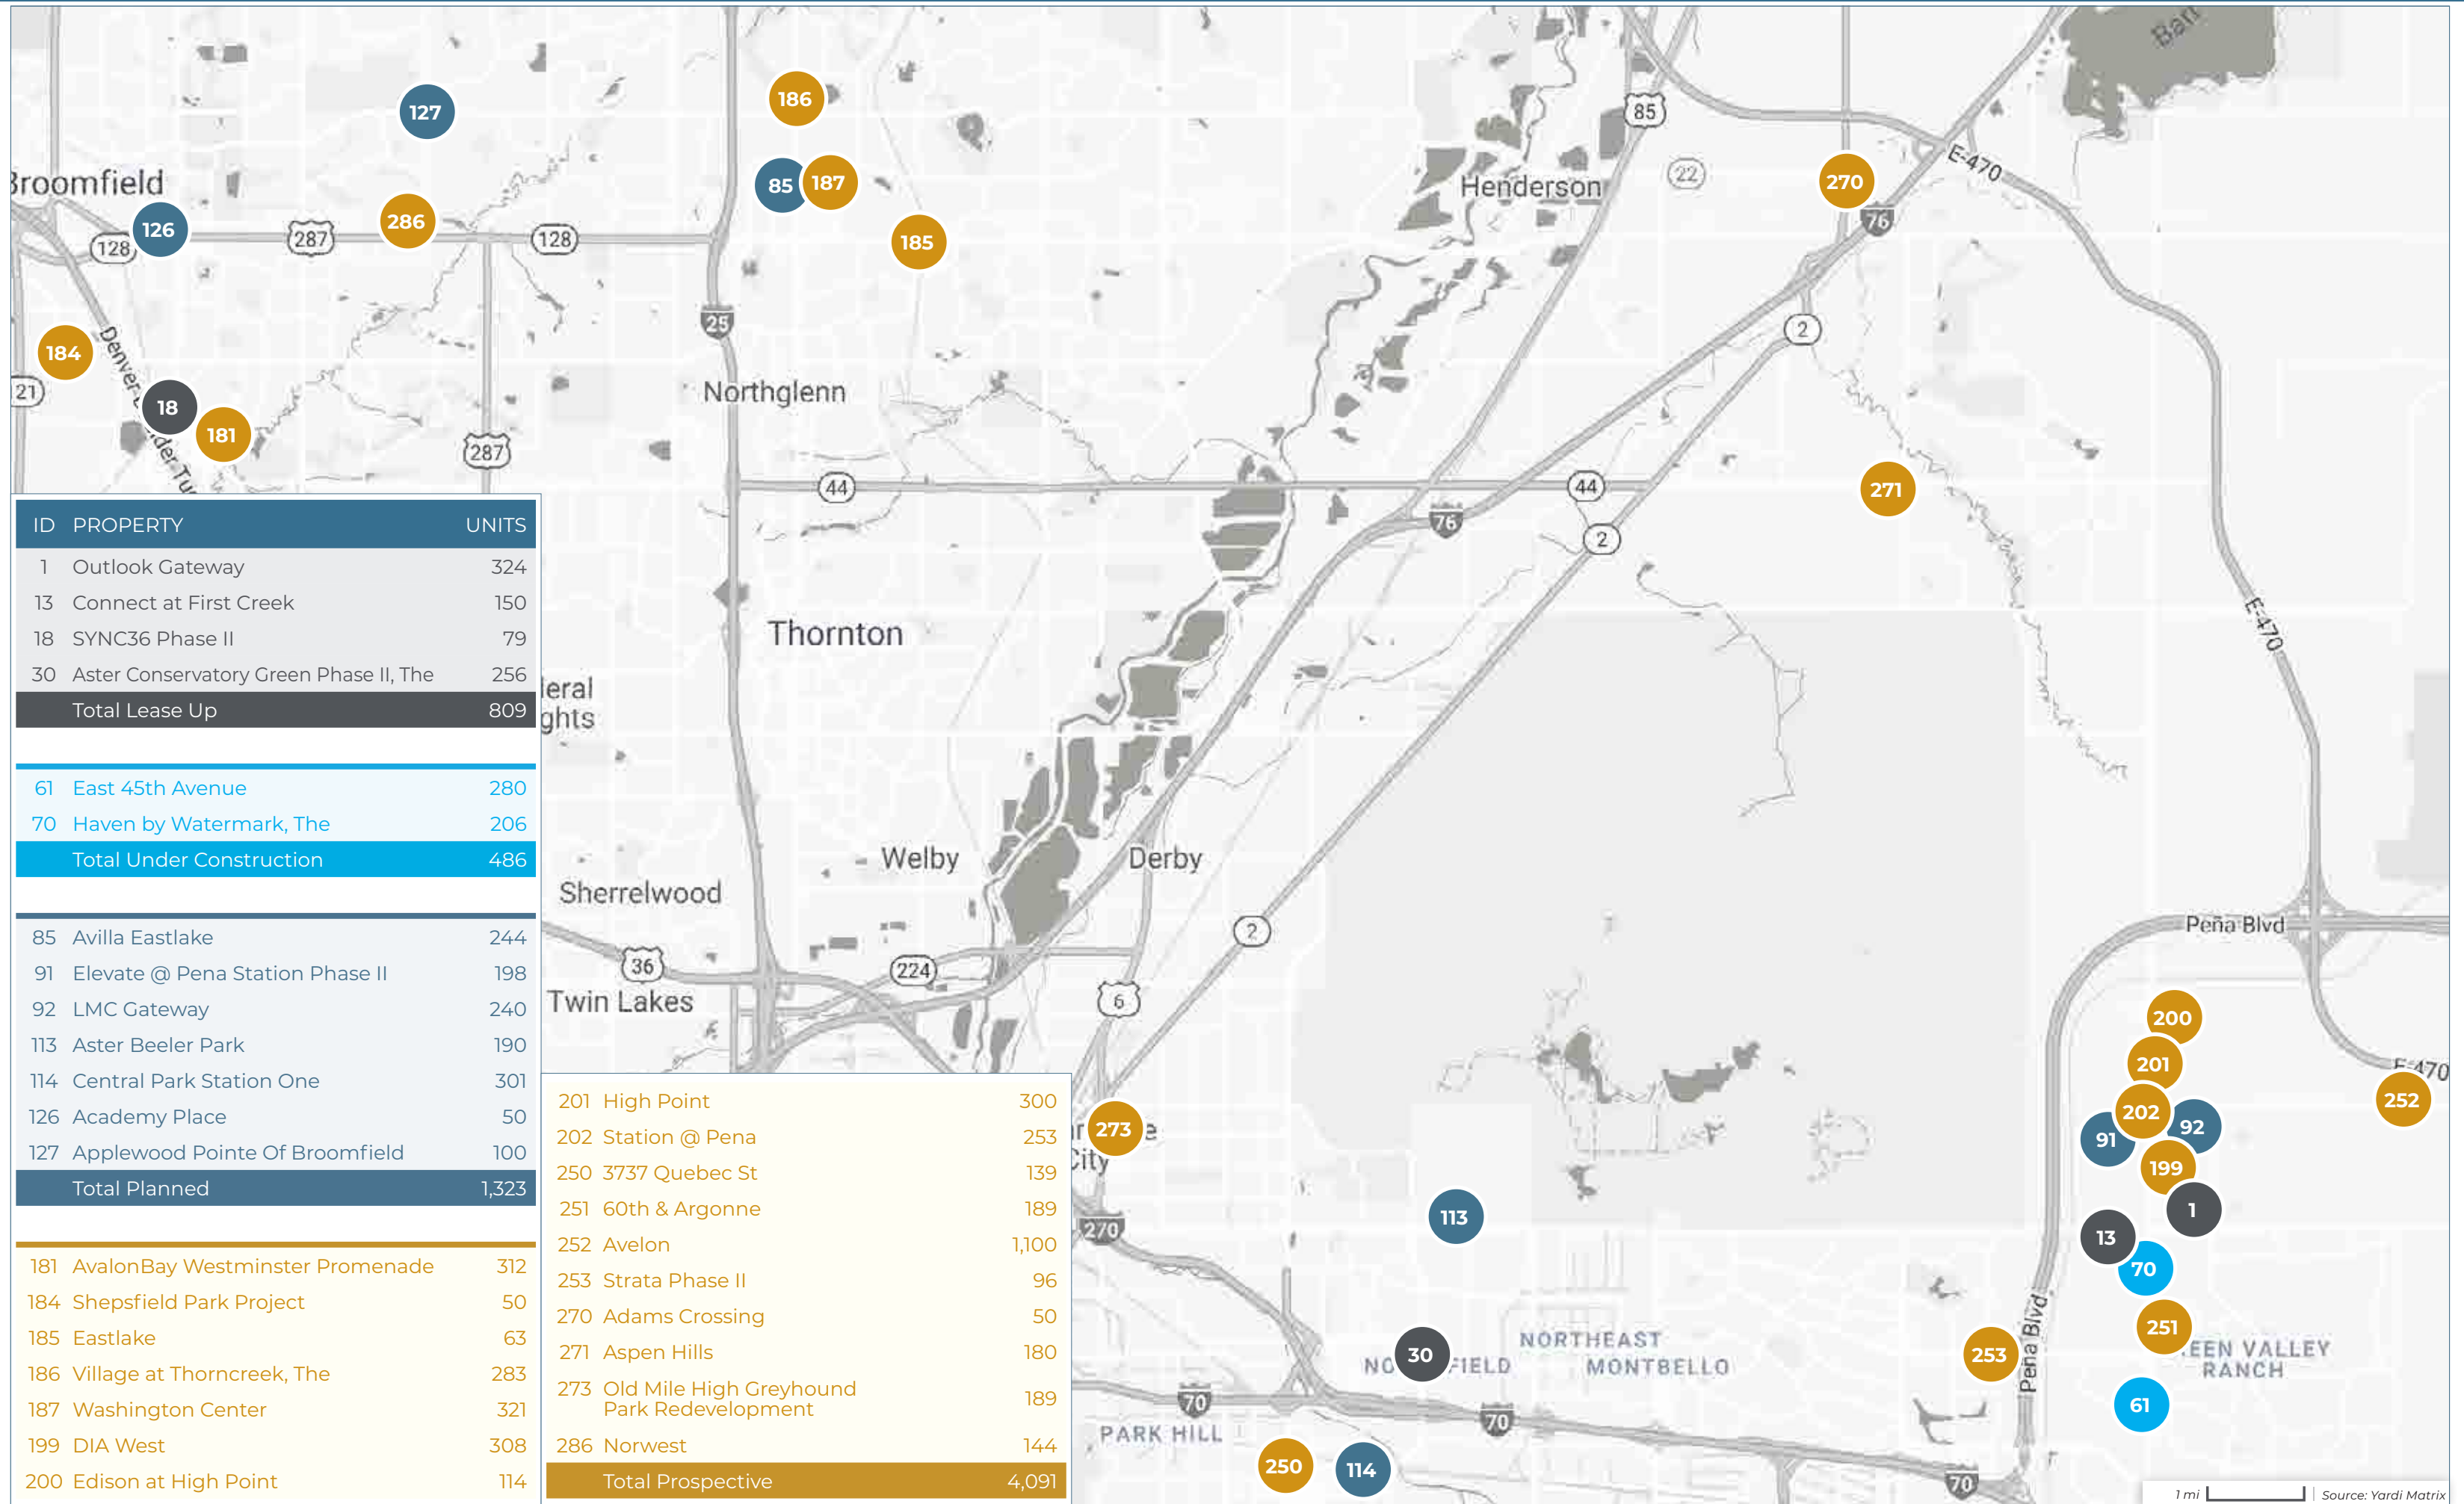 Ban
127
186
85
187
85
Broomfield
126
286
287
128
128
185
Henderson
22
270
E-470
76
25
2
184
Denver
21
18
181
lder Tur
287
Northglenn
44
44
76
2
271
E-470
ID PROPERTY UNITS
1 Outlook Gateway 324
13 Connect at First Creek 150
18 SYNC36 Phase II 79
30 Aster Conservatory Green Phase II, The 256
Total Lease Up 809
61 East 45th Avenue 280
70 Haven by Watermark, The 206
Total Under Construction 486
85 Avilla Eastlake 244
91 Elevate @ Pena Station Phase II 198
92 LMC Gateway 240
113 Aster Beeler Park 190
114 Central Park Station One 301
126 Academy Place 50
127 Applewood Pointe Of Broomfield 100
Total Planned 1,323
181 AvalonBay Westminster Promenade 312
184 Shepsfield Park Project 50
185 Eastlake 63
186 Village at Thorncreek, The 283
187 Washington Center 321
199 DIA West 308
200 Edison at High Point 114
201 High Point 300
202 Station @ Pena 253
250 3737 Quebec St 139
251 60th & Argonne 189
252 Avelon 1,100
253 Strata Phase II 96
270 Adams Crossing 50
271 Aspen Hills 180
273 Old Mile High Greyhound
Park Redevelopment 189
286 Norwest 144
Total Prospective 4,091
Thornton
leral
ghts
Welby
Derby
Sherrelwood
36
224
2
6
Twin Lakes
Peña Blvd
200
201
E-470
252
202
92
91
199
273
e
City
1
113
13
270
70
251
NORTHEAST
MONTBELLO
30
NO FIELD
253
Peña Blvd
EEN VALLEY
RANCH
61
70
70
PARK HILL
250
114
70
1 mi
Source: Yardi Matrix